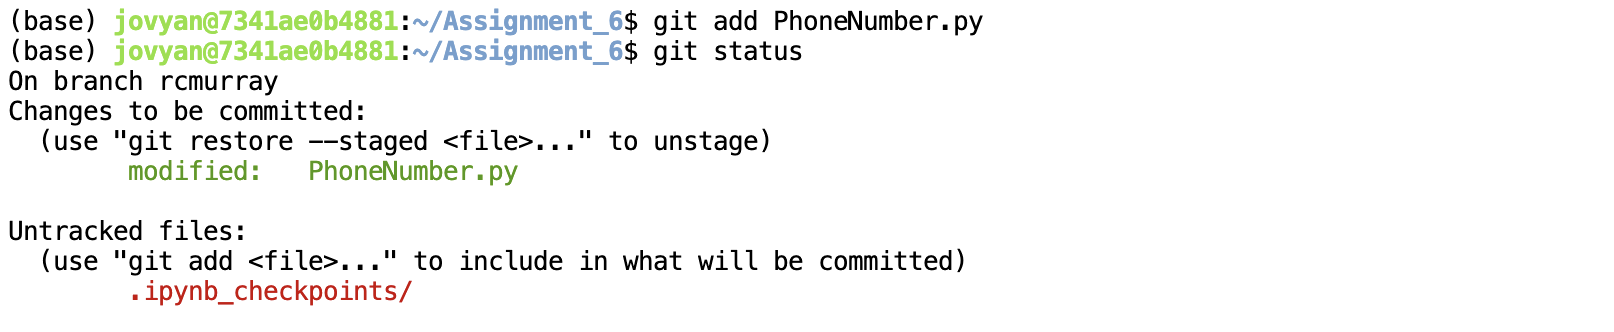 (base) jovyan@7341ae0b4881:~/Assignment_6$ git add PhoneNumber.py
(base) jovyan@7341ae0b4881:~/Assignment_6$ git status
On branch rcmurray
Changes to be committed:
  (use "git restore --staged <file>..." to unstage)
        modified:   PhoneNumber.py

Untracked files:
  (use "git add <file>..." to include in what will be committed)
        .ipynb_checkpoints/